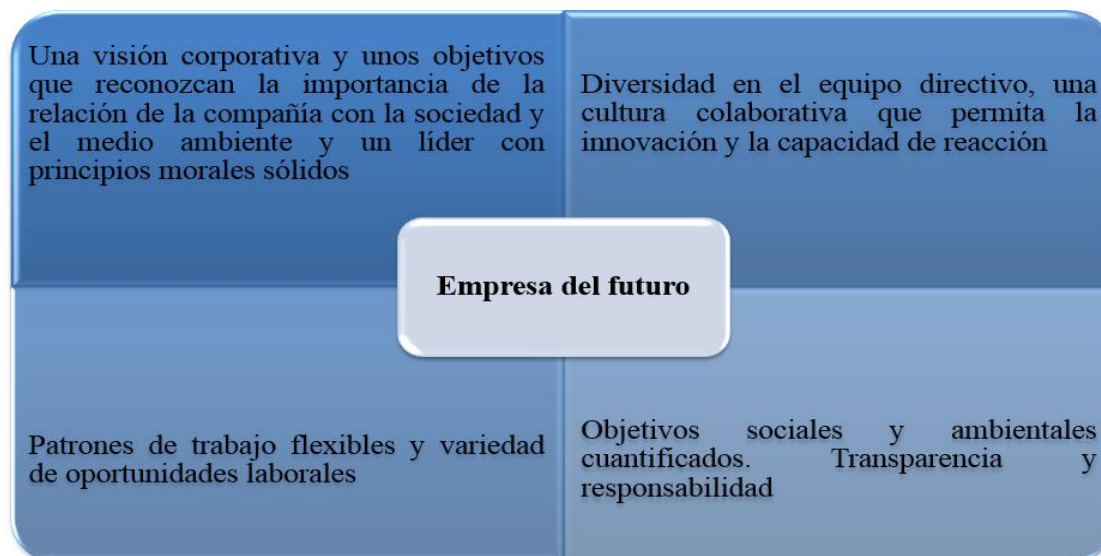 Una visión corporativa y unos objetivos
que reconozcan la importancia de la
relación de la compañía con la sociedad y
el medio ambiente y un líder con
principios morales sólidos
Diversidad en el equipo directivo, una
cultura colaborativa que permita la
innovación y la capacidad de reacción
Empresa del futuro
Patrones de trabajo flexibles y variedad
de oportunidades laborales
Objetivos sociales y ambientales
cuantificados. Transparencia y
responsabilidad